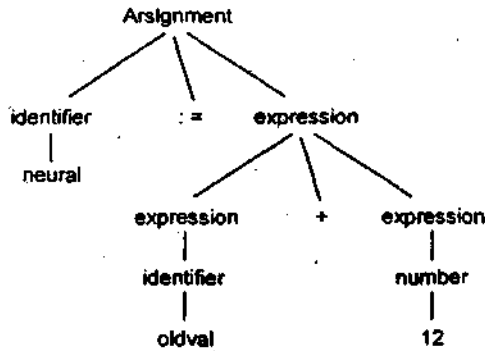 Arsignment
identifier := expression
neural
expression + expression
identifier number
oldval 12